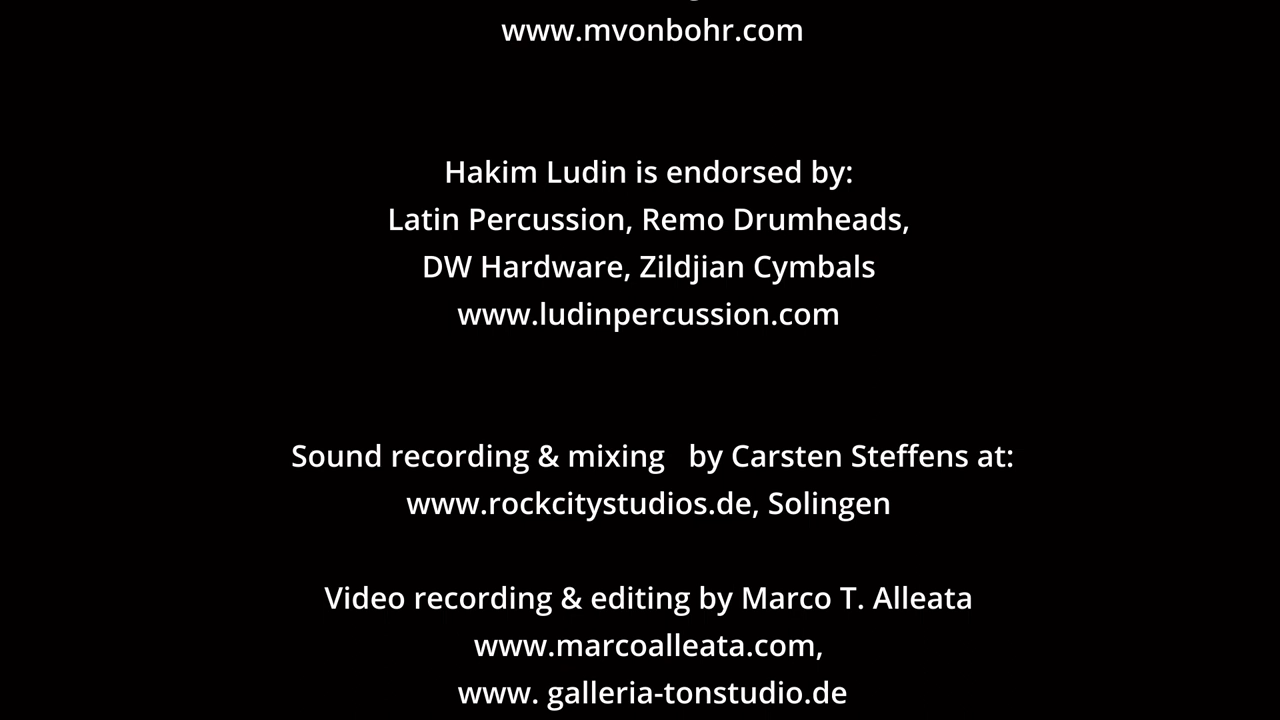 www.mvonbohr.com
Hakim Ludin is endorsed by:
Latin Percussion, Remo Drumheads,
DW Hardware, Zildjian Cymbals
www.ludinpercussion.com
Sound recording & mixing   by Carsten Steffens at:
www.rockcitystudios.de, Solingen
Video recording & editing by Marco T. Alleata
www.marcoalleata.com,
www. galleria-tonstudio.de